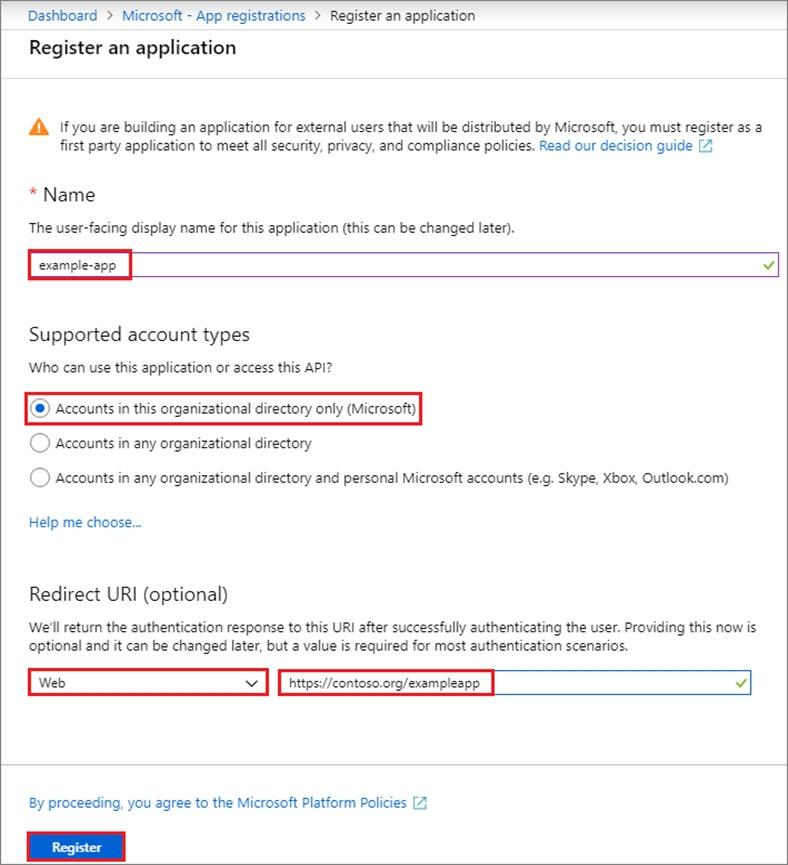 Dashboard > Microsoft - App registrations > Register an application
Register an application
If you are building an application for external users that will be distributed by Microsoft, you must register as a
first party application to meet all security, privacy, and compliance policies. Read our decision guide
* Name
The user-facing display name for this application (this can be changed later).
example-app
Supported account types
Who can use this application or access this API?
Accounts in this organizational directory only (Microsoft)
Accounts in any organizational directory
Accounts in any organizational directory and personal Microsoft accounts (e.g. Skype, Xbox, Outlook.com)
Help me choose...
Redirect URI (optional)
We'll return the authentication response to this URI after successfully authenticating the user. Providing this now is
optional and it can be changed later, but a value is required for most authentication scenarios.
Web https://contoso.org/exampleapp
By proceeding, you agree to the Microsoft Platform Policies
Register